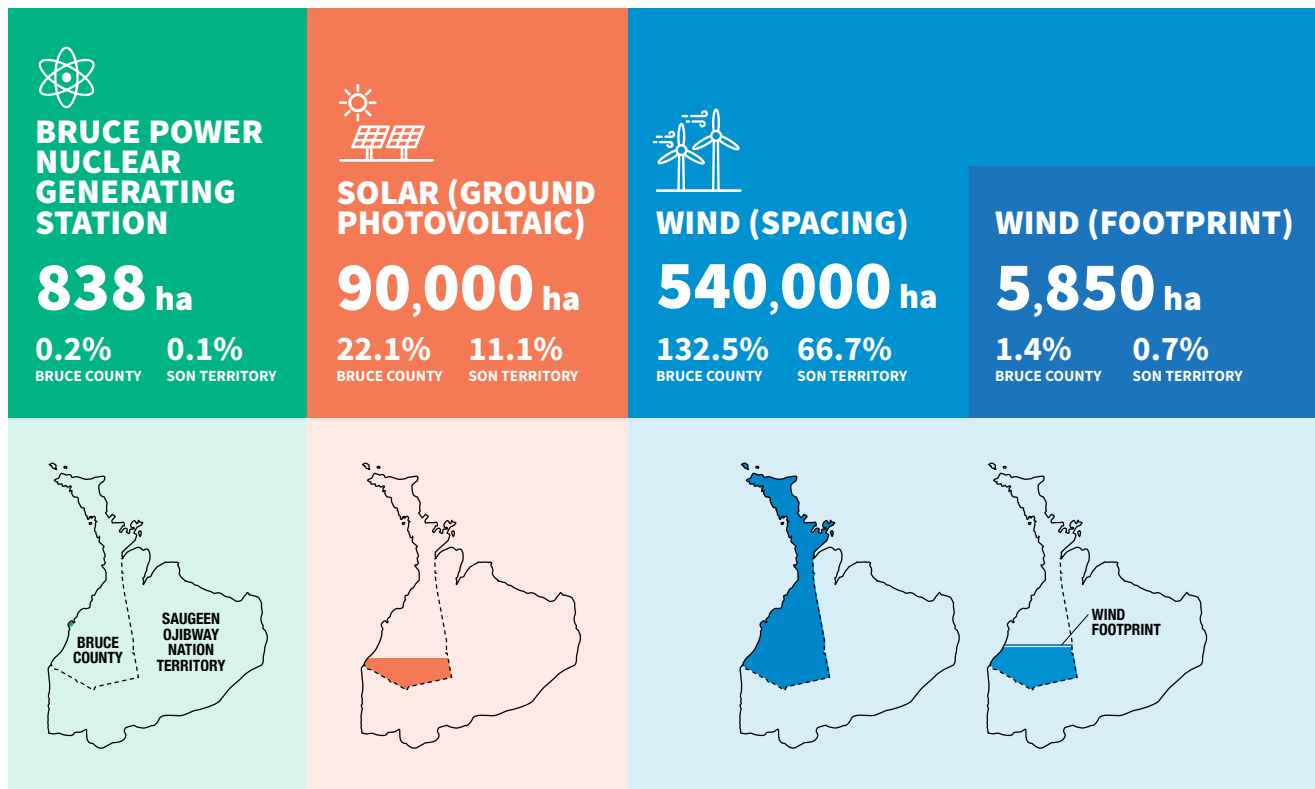 BRUCE POWER
NUCLEAR
GENERATING
STATION
838 ha
0.2% 0.1%
BRUCE COUNTY SON TERRITORY
SOLAR (GROUND
PHOTOVOLTAIC)
90,000 ha
22.1% 11.1%
BRUCE COUNTY SON TERRITORY
WIND (SPACING)
540,000 ha
132.5% 66.7%
BRUCE COUNTY SON TERRITORY
WIND (FOOTPRINT)
5,850 ha
1.4% 0.7%
BRUCE COUNTY SON TERRITORY
BRUCE
COUNTY
SAUGEEN
OJIBWAY
NATION
TERRITORY
WIND
FOOTPRINT